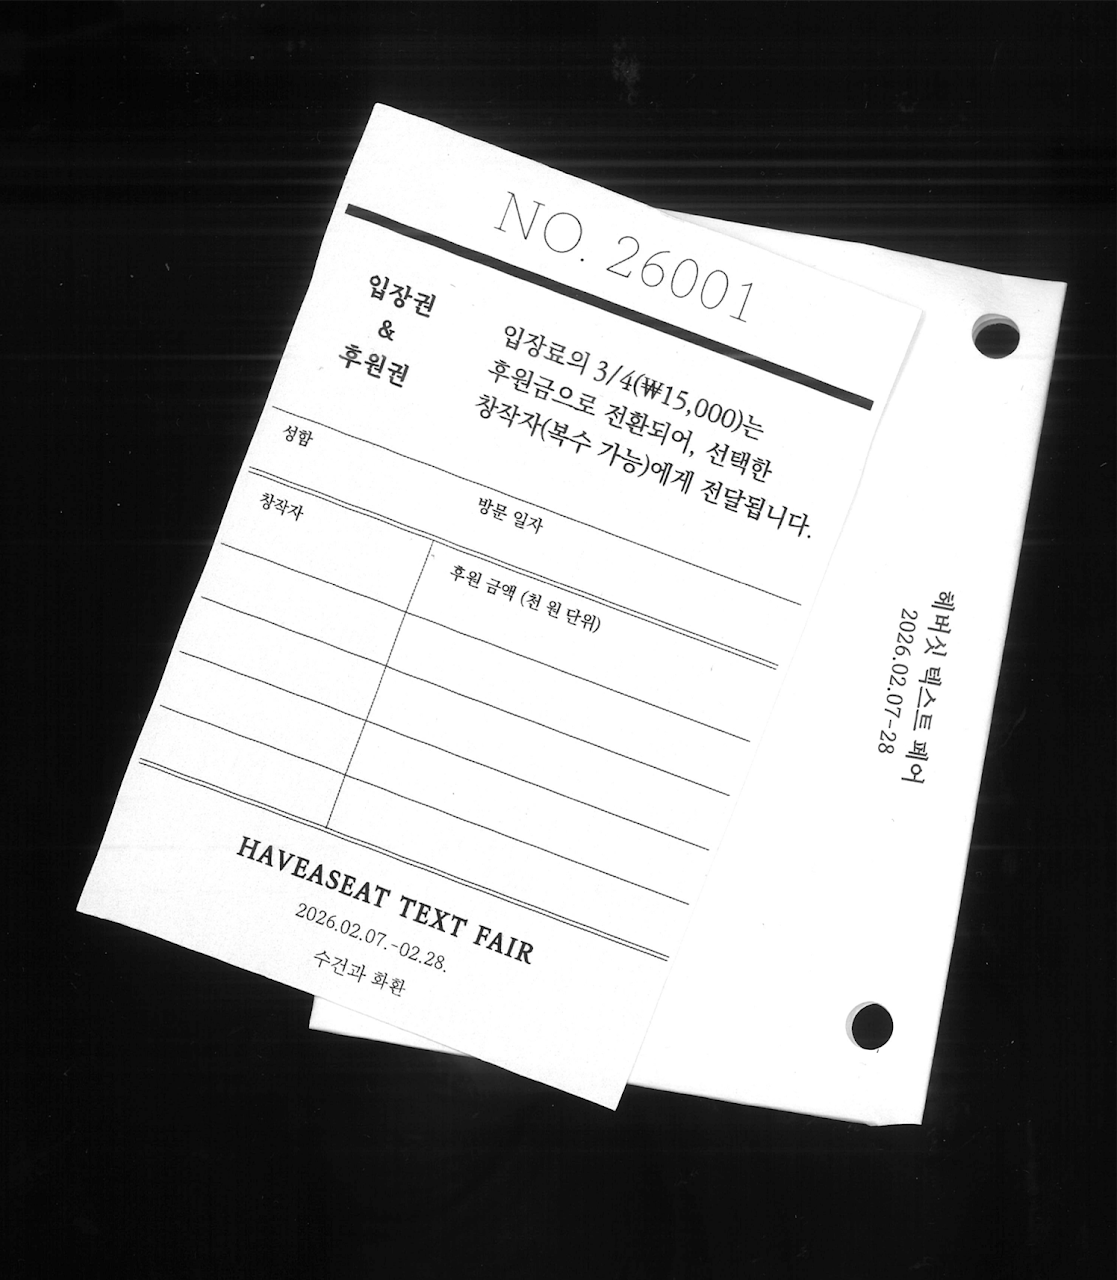 NO. 26001
입장권
&
후원권
입장료의 3/4(₩15,000)는
후원금으로 전환되어, 선택한
창작자(복수 가능)에게 전달됩니다.
성함
방문 일자
창작자
후원 금액 (천 원 단위)
HAVEASEAT TEXT FAIR
2026.02.07.-02.28.
수건과 화환
헤버싯 텍스트 페어
2026.02.07-28